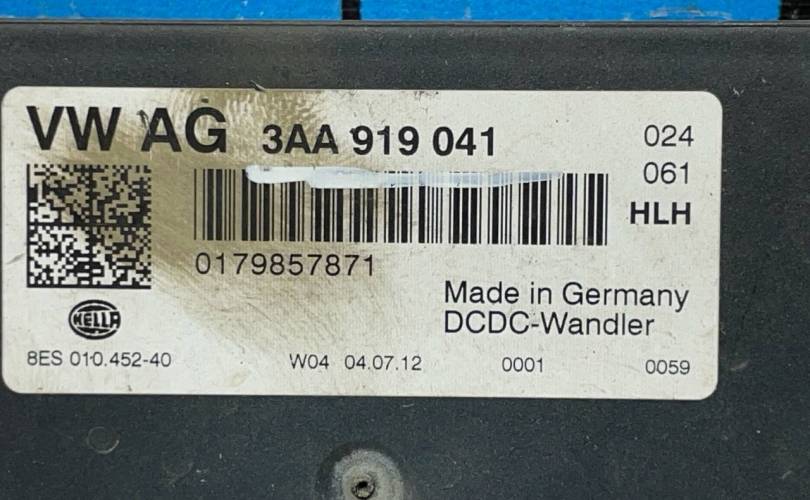 VW AG 3AA 919 041 024
061
HLH
0179857871
Made in Germany
DCDC-Wandler
HELLA
8ES 010.452-40 W04 04.07.12 0001 0059